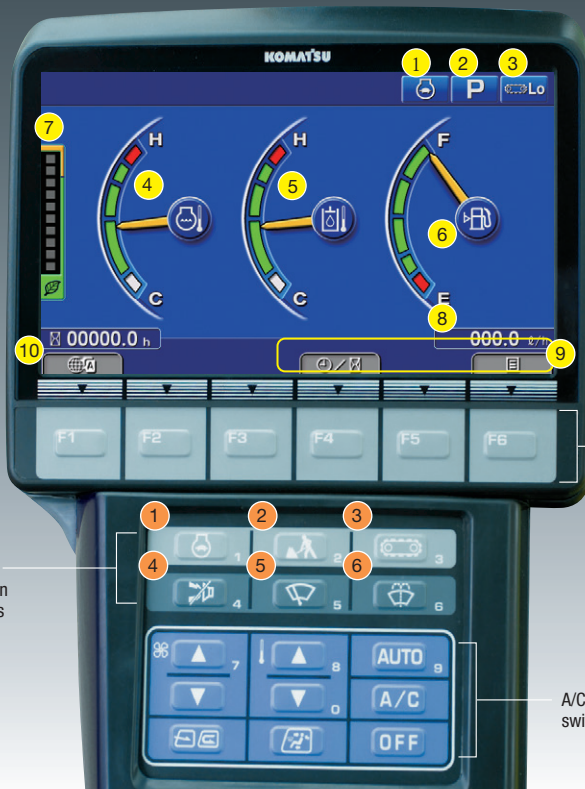 KOMATSU
1 2 3
P Lo
7
H H F
4 5
6
C C E
8
00000.0 h 000.0 ℓ/h
10 9
A
F1 F2 F3 F4 F5 F6
1 2 3
1 2 3
4 5 6
n
4 5 6
s
7 8 AUTO 9
0 A/C
A/C
swi
OFF